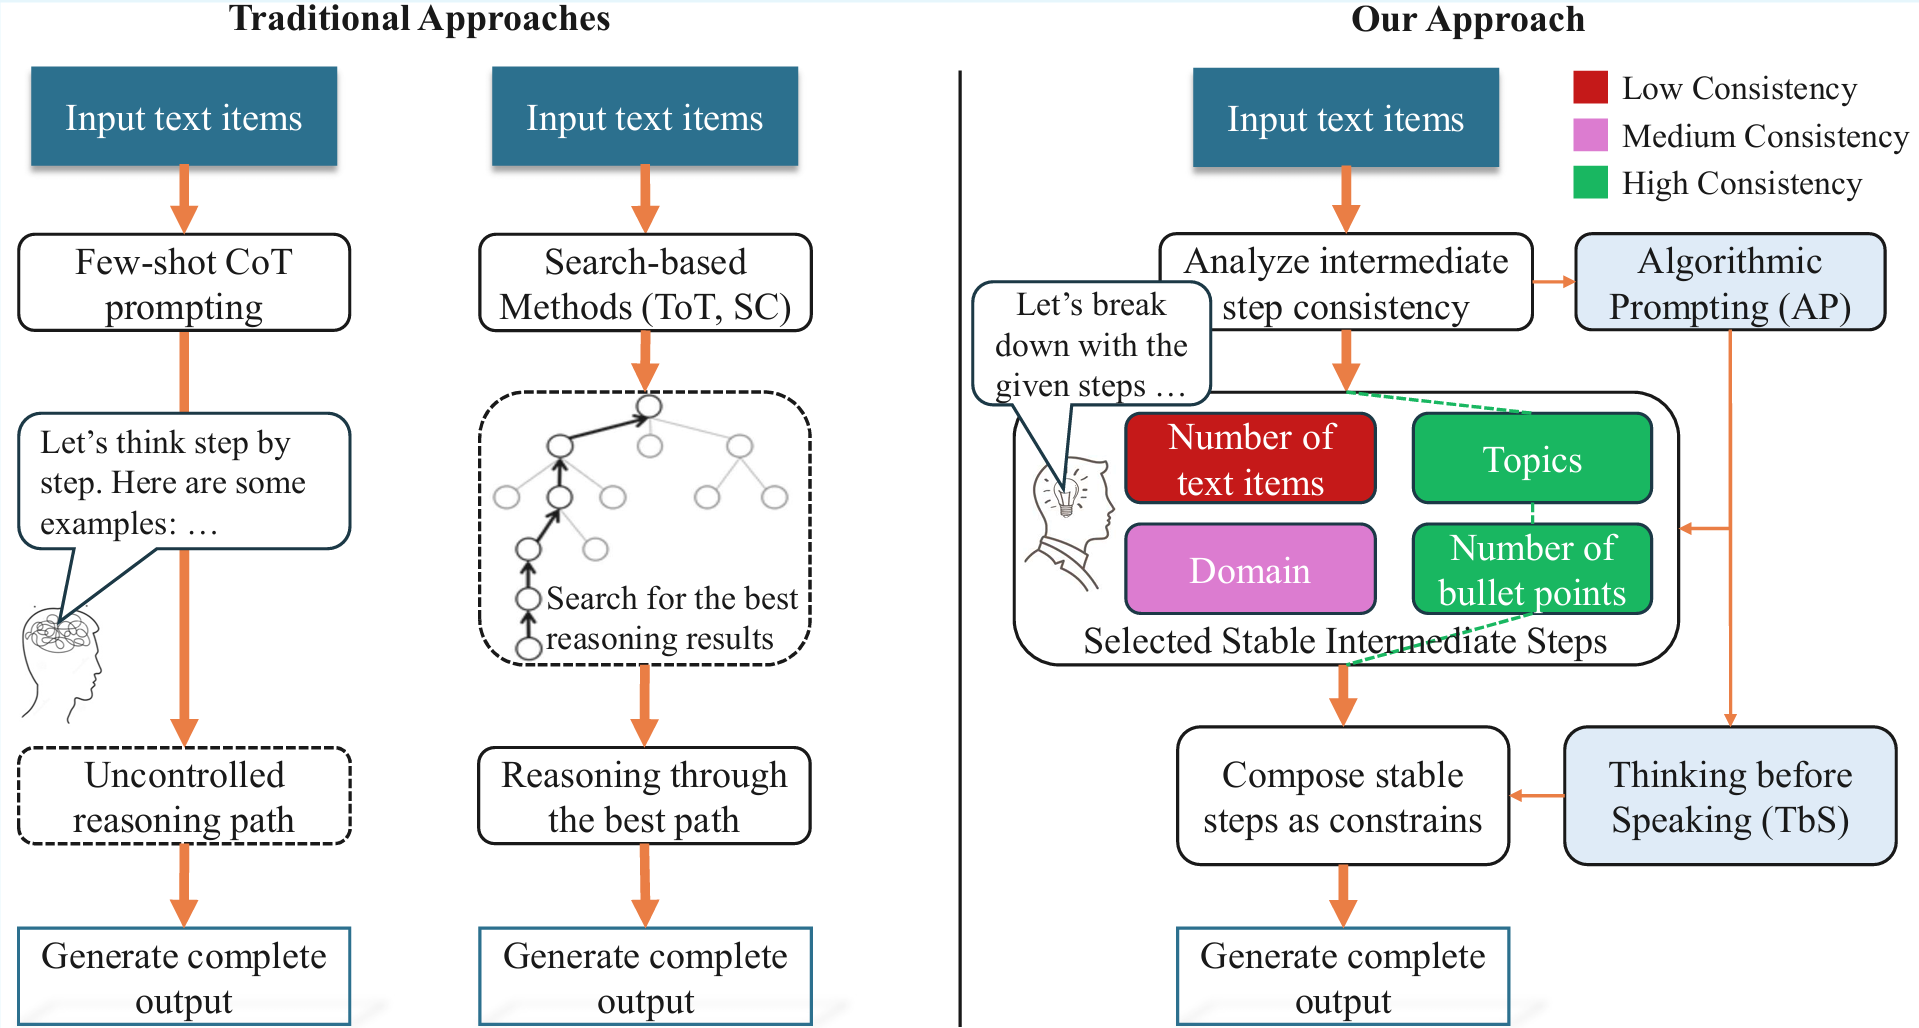 Traditional Approaches
Input text items
Few-shot CoT
prompting
Let's think step by
step. Here are some
examples: …
Uncontrolled
reasoning path
Generate complete
output
Input text items
Search-based
Methods (ToT, SC)
Search for the best
reasoning results
Reasoning through
the best path
Generate complete
output
Our Approach
Low Consistency
Medium Consistency
High Consistency
Input text items
Analyze intermediate
step consistency
Algorithmic
Prompting (AP)
Let's break
down with the
given steps …
Number of
text items
Topics
Domain
Number of
bullet points
Selected Stable Intermediate Steps
Compose stable
steps as constrains
Thinking before
Speaking (TbS)
Generate complete
output